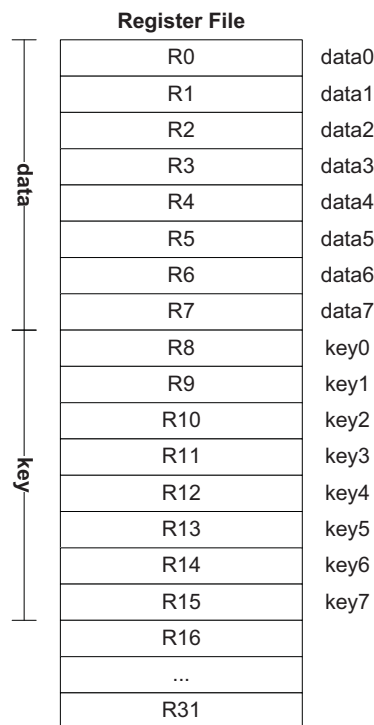 Register File
R0 data0
R1 data1
R2 data2
R3 data3
R4 data4
R5 data5
R6 data6
R7 data7
R8 key0
R9 key1
R10 key2
R11 key3
R12 key4
R13 key5
R14 key6
R15 key7
R16
...
R31
data
key